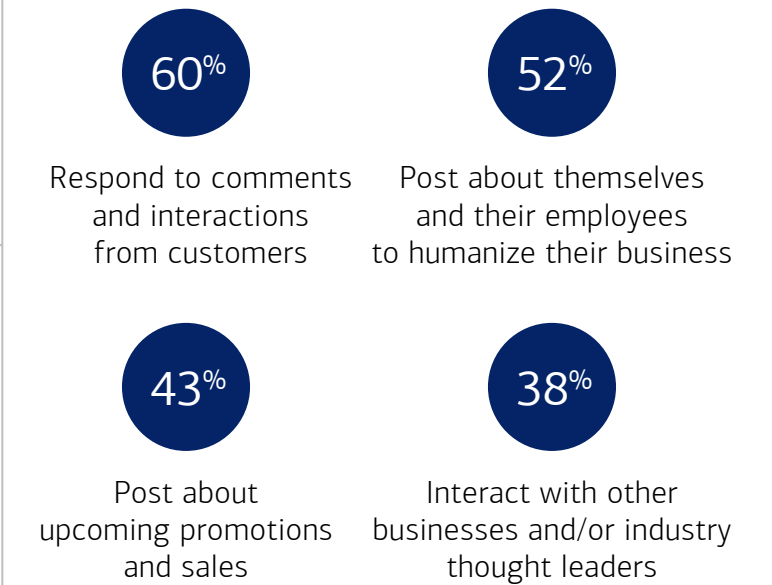 60%
Respond to comments
and interactions
from customers
52%
Post about themselves
and their employees
to humanize their business
43%
Post about
upcoming promotions
and sales
38%
Interact with other
businesses and/or industry
thought leaders